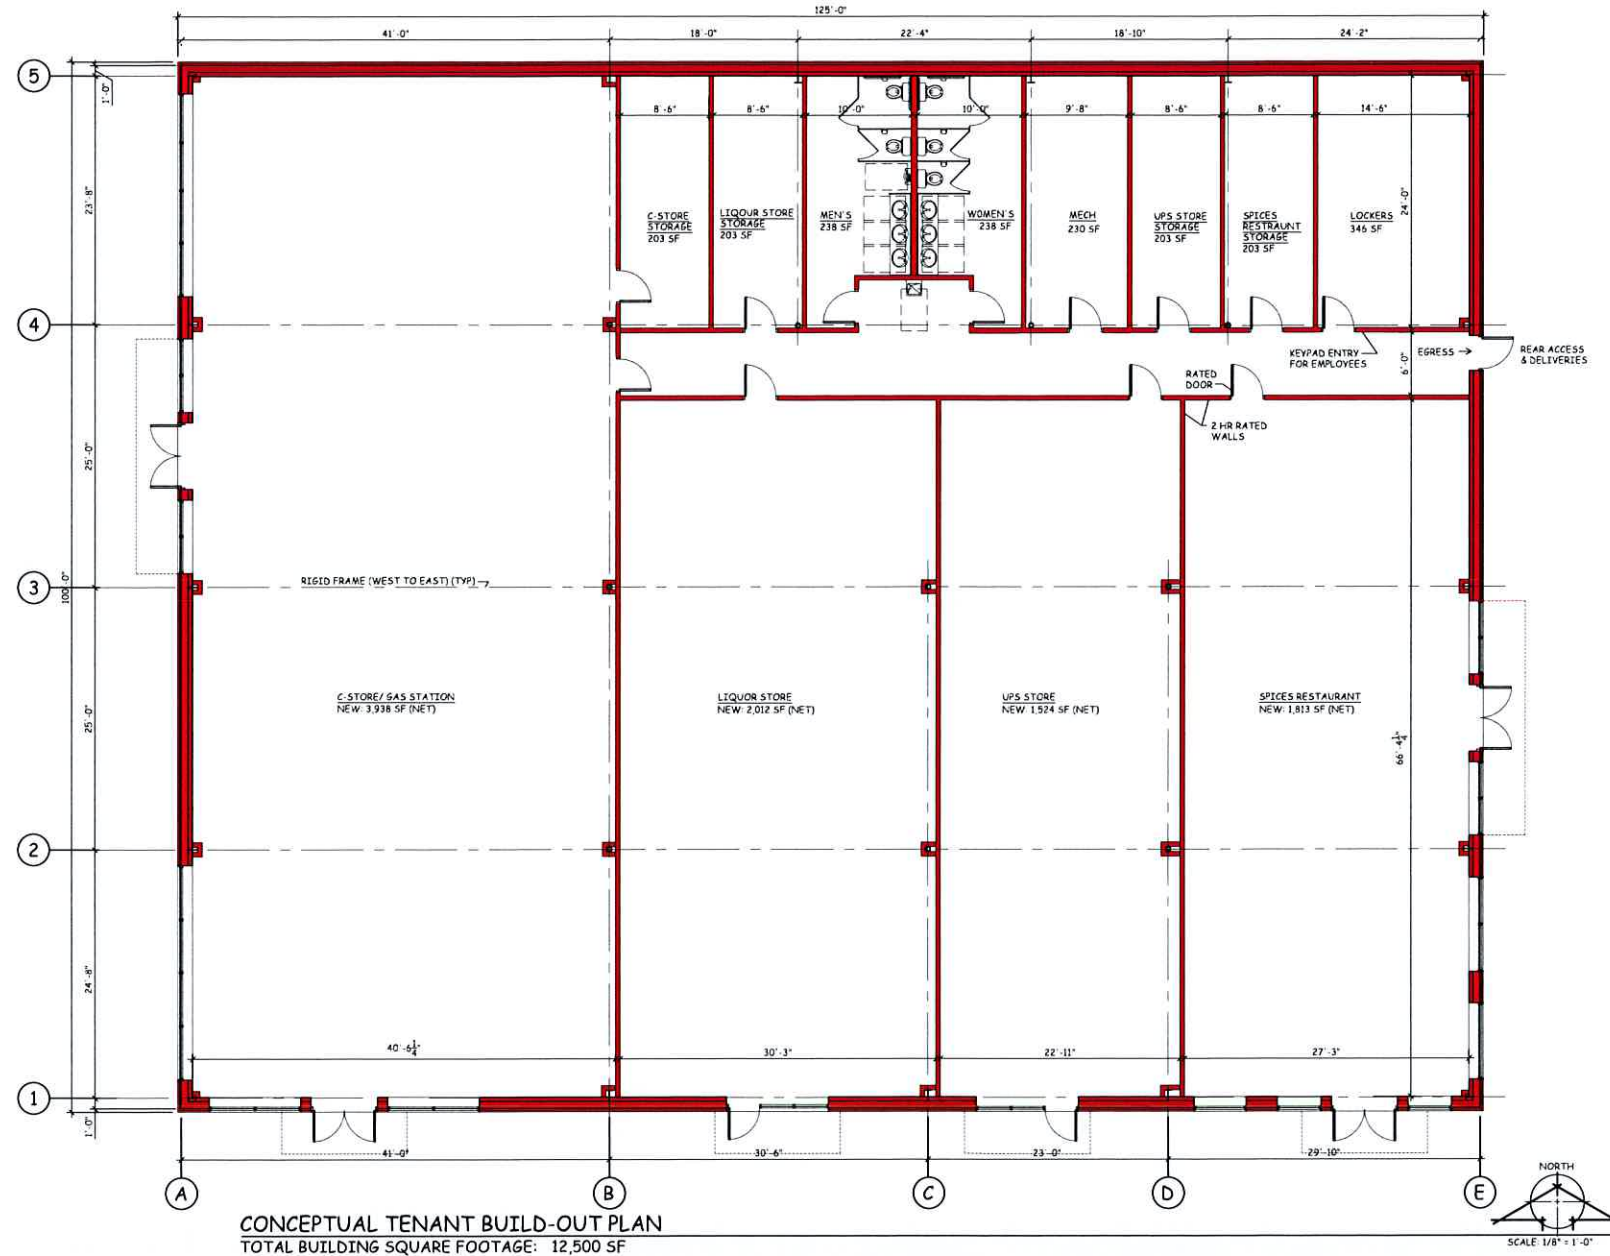 125'-0"
41'-0"
18'-0"
22'-4"
18'-10"
24'-2"
5
1'-0"
8'-6"
8'-6"
10'-0"
10'-0"
9'-8"
8'-6"
8'-6"
14'-6"
23'-8"
24'-0"
C-STORE
STORAGE
203 SF
LIQOUR STORE
STORAGE
203 SF
MEN'S
238 SF
WOMEN'S
238 SF
MECH
230 SF
UPS STORE
STORAGE
203 SF
SPICES
RESTRAUNT
STORAGE
203 SF
LOCKERS
346 SF
4
KEYPAD ENTRY
FOR EMPLOYEES
EGRESS
6'-0"
REAR ACCESS
& DELIVERIES
RATED
DOOR
2 HR RATED
WALLS
25'-0"
3
100'-0"
RIGID FRAME (WEST TO EAST) (TYP)
C-STORE/ GAS STATION
NEW: 3,938 SF (NET)
LIQUOR STORE
NEW: 2,012 SF (NET)
UPS STORE
NEW: 1,524 SF (NET)
SPICES RESTAURANT
NEW: 1,813 SF (NET)
25'-0"
66'-4¼"
2
24'-8"
40'-6¼"
30'-3"
22'-11"
27'-3"
1
1'-0"
41'-0"
30'-6"
23'-0"
29'-10"
A
B
C
D
E
NORTH
SCALE: 1/8" = 1'-0"
CONCEPTUAL TENANT BUILD-OUT PLAN
TOTAL BUILDING SQUARE FOOTAGE: 12,500 SF